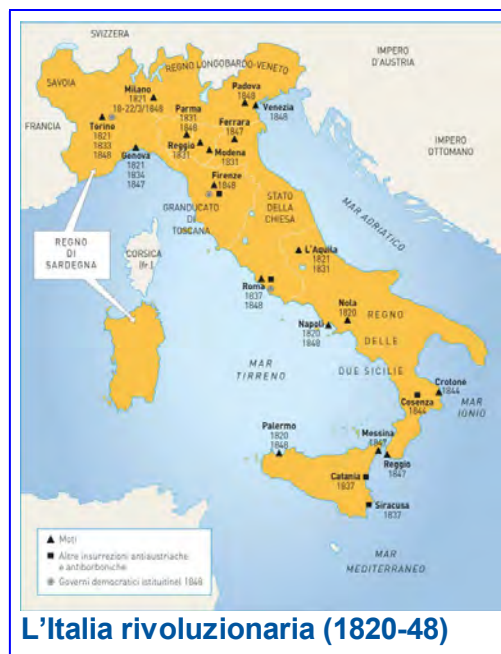 SVIZZERA
REGNO LONGOBARDO-VENETO
IMPERO
D'AUSTRIA
SAVOIA
Milano
1821
18-22/3/1848
Padova
1848
Venezia
1848
FRANCIA
Torino
1821
1833
1848
Parma
1831
1848
Ferrara
1847
IMPERO
OTTOMANO
Genova
1821
1834
1847
Reggio
1831
Modena
1831
Firenze
1848
GRANDUCATO
DI
TOSCANA
STATO
DELLA
CHIESA
MAR ADRIATICO
REGNO
DI
SARDEGNA
CORSICA
(fr.)
L'Aquila
1821
1831
Roma
1837
1848
Nola
1820
Napoli
1820
1848
REGNO
DELLE
DUE SICILIE
MAR
TIRRENO
Crotone
1844
Cosenza
1844
MAR
IONIO
Palermo
1820
1848
Messina
1847
Reggio
1847
Catania
1837
Siracusa
1837
MAR
MEDITERRANEO
Moti
Altre insurrezioni antiaustriache
e antiborboniche
Governi democratici istituitinel 1848
L'Italia rivoluzionaria (1820-48)